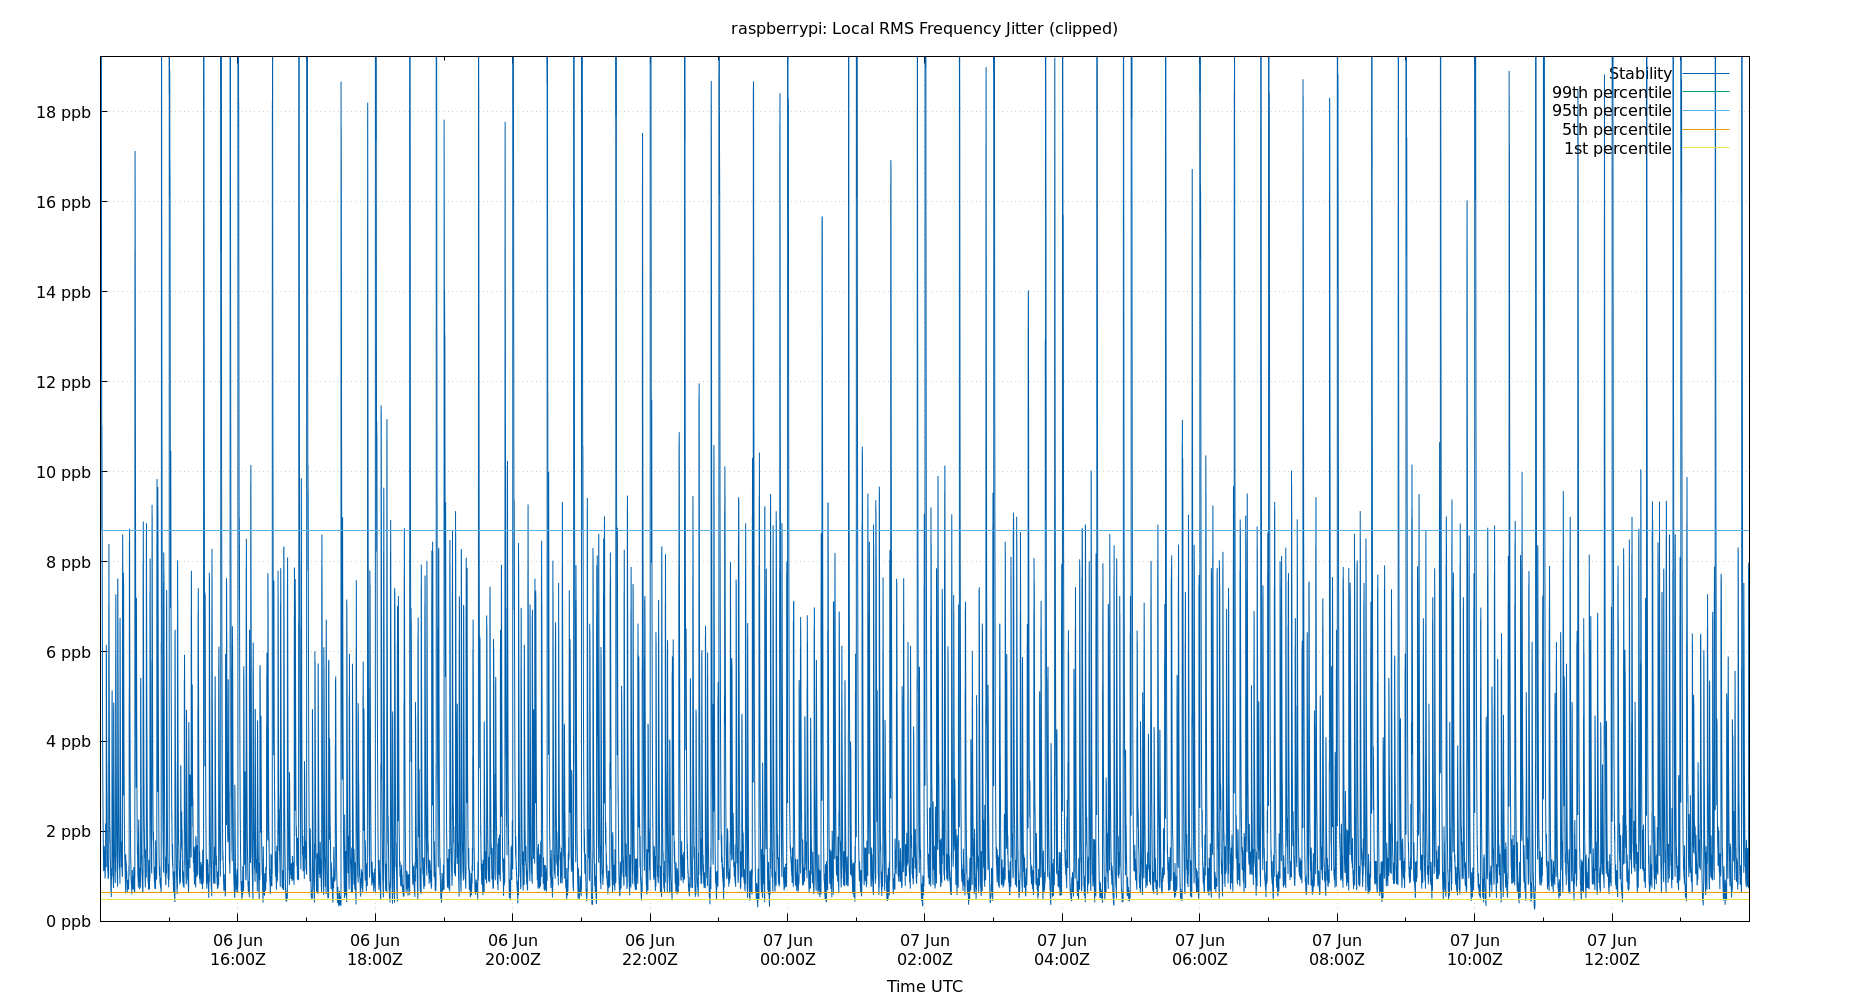 raspberrypi: Local RMS Frequency Jitter (clipped)
Stability
99th percentile
95th percentile
5th percentile
1st percentile
18 ppb
16 ppb
14 ppb
12 ppb
10 ppb
8 ppb
6 ppb
4 ppb
2 ppb
0 ppb
06 Jun 06 Jun 06 Jun 06 Jun 07 Jun 07 Jun 07 Jun 07 Jun 07 Jun 07 Jun 07 Jun
16:00Z 18:00Z 20:00Z 22:00Z 00:00Z 02:00Z 04:00Z 06:00Z 08:00Z 10:00Z 12:00Z
Time UTC